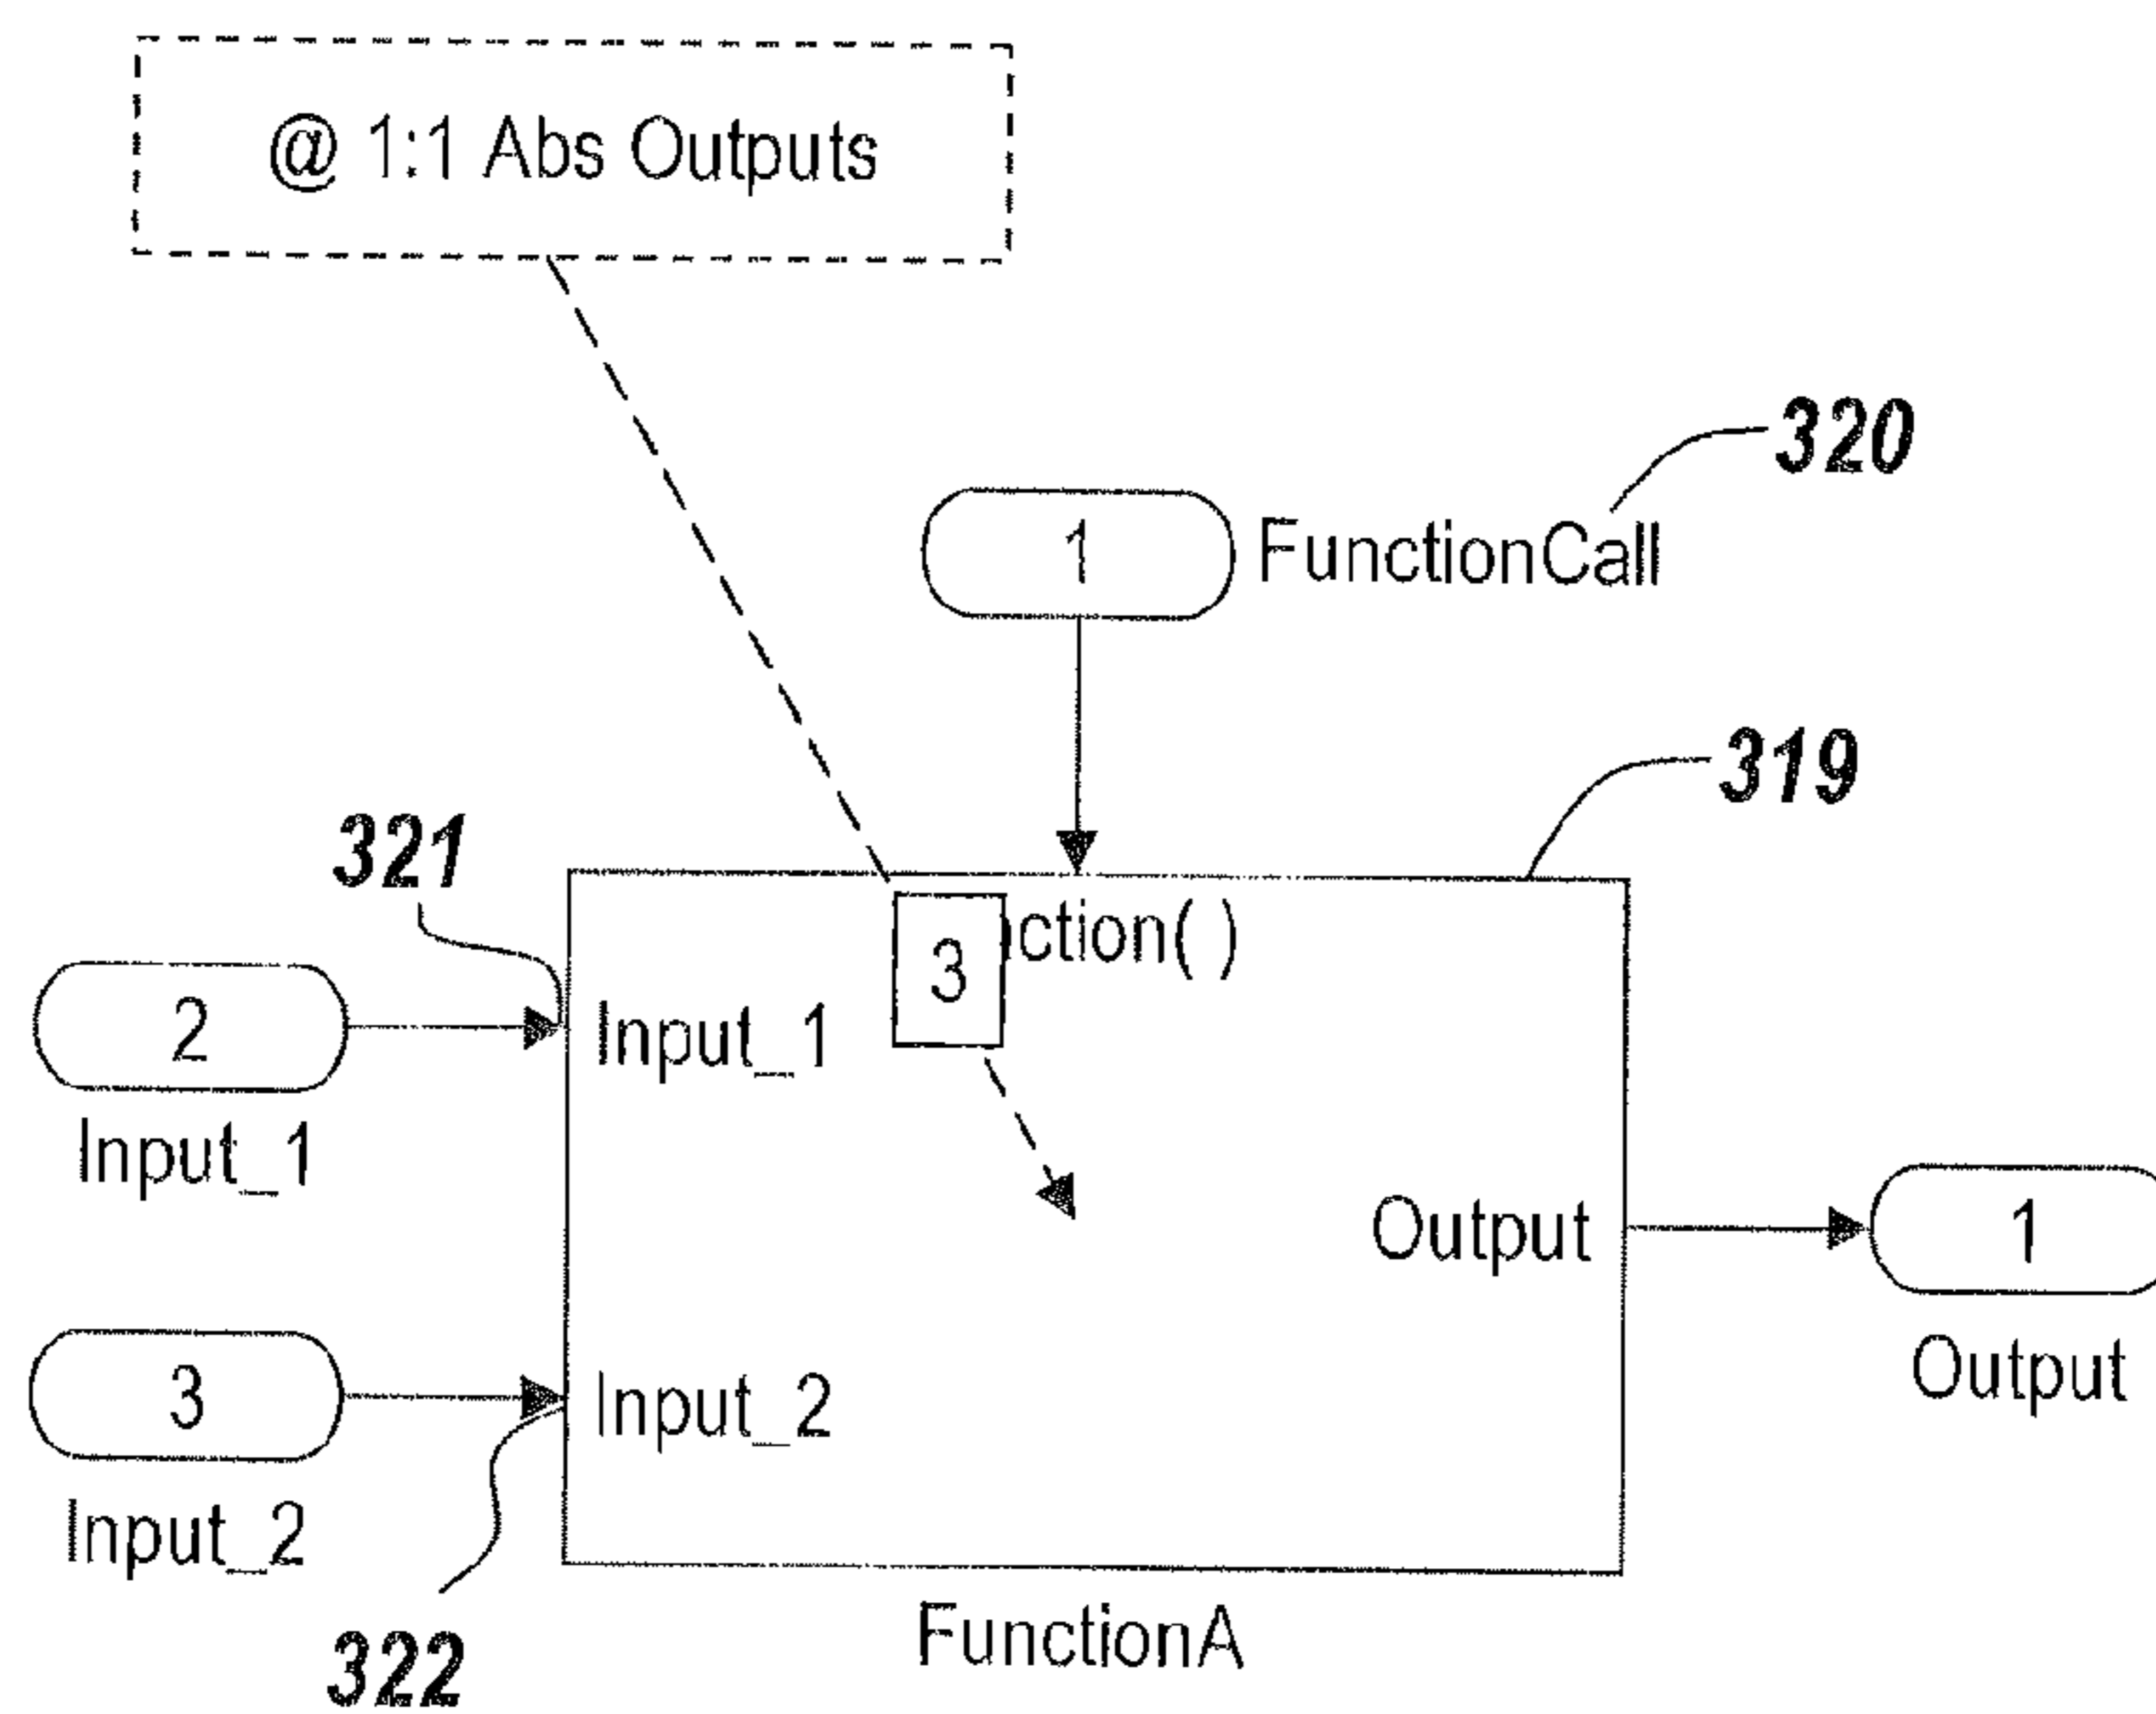 @ 1:1 Abs Outputs
320
1 FunctionCall
319
321
3
ction( )
2
Input_1
Input_1
Output
1
Output
3
Input_2
Input_2
FunctionA
322